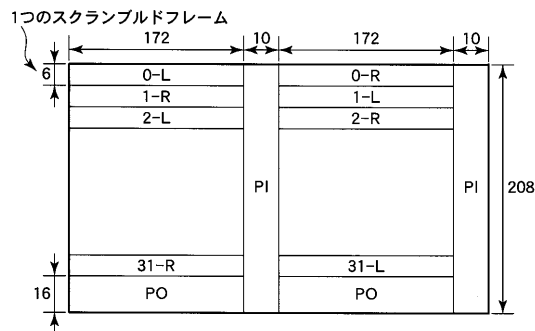 1つのスクランブルドフレーム
172 10 172 10
6 0-L 0-R
1-R 1-L
2-L 2-R
PI PI 208
31-R 31-L
16 PO PO